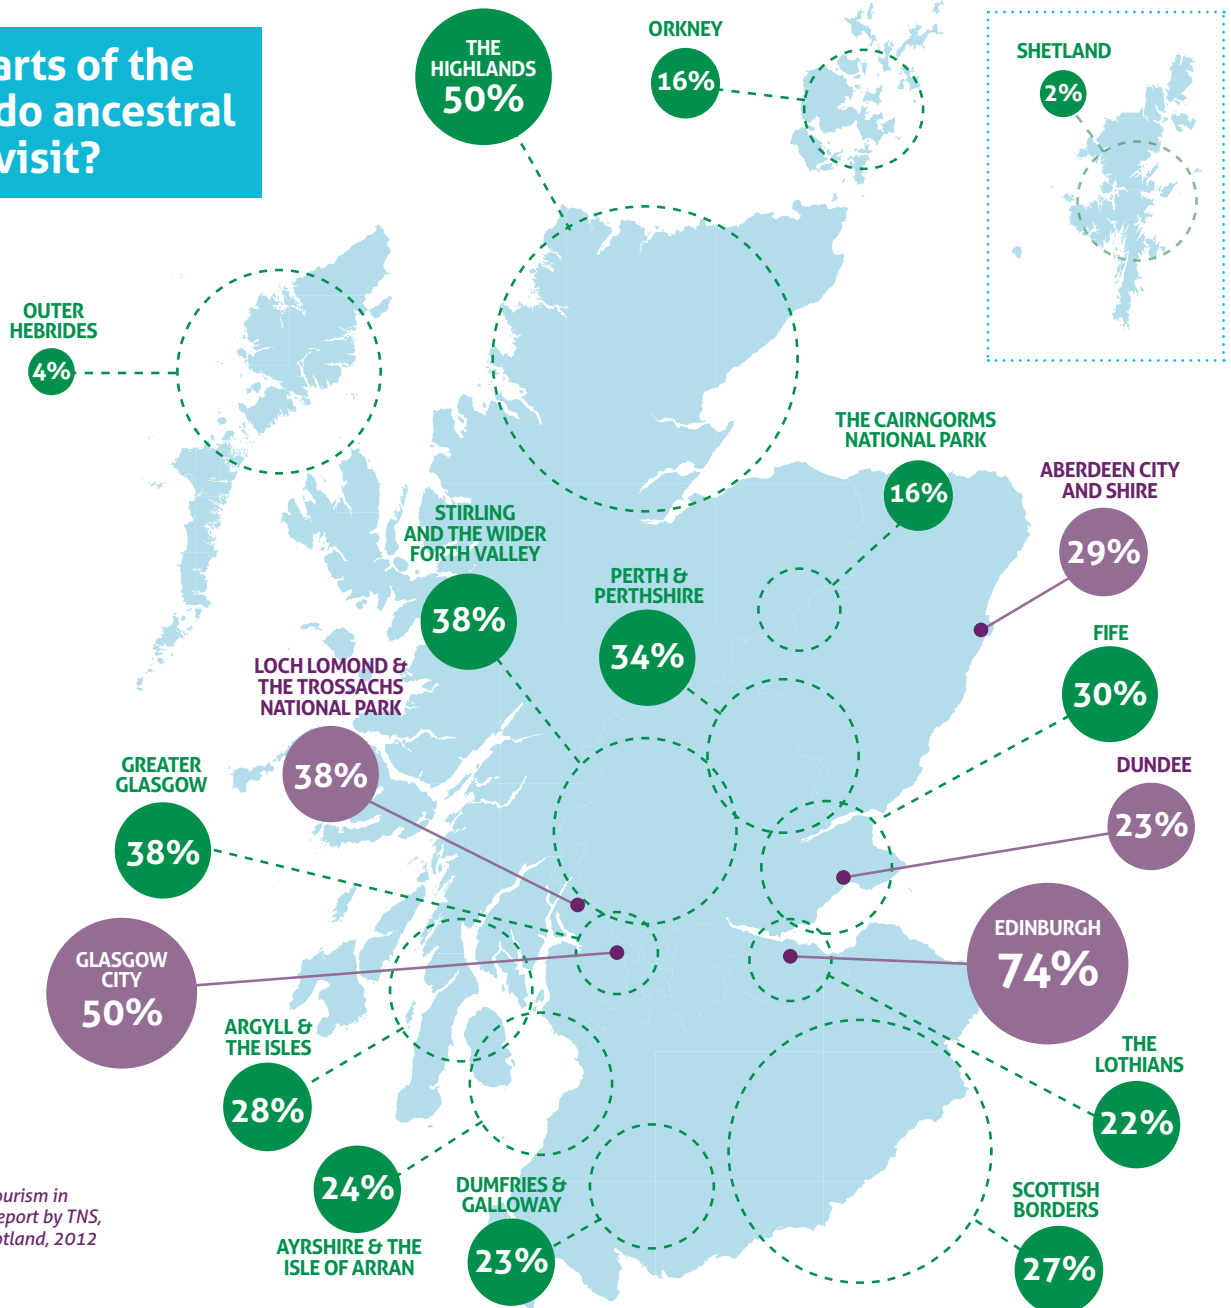 arts of the
do ancestral
visit?
THE
HIGHLANDS
50%
ORKNEY
16%
SHETLAND
2%
OUTER
HEBRIDES
4%
THE CAIRNGORMS
NATIONAL PARK
16%
ABERDEEN CITY
AND SHIRE
29%
STIRLING
AND THE WIDER
FORTH VALLEY
38%
PERTH &
PERTHSHIRE
34%
FIFE
30%
LOCH LOMOND &
THE TROSSACHS
NATIONAL PARK
38%
GREATER
GLASGOW
38%
DUNDEE
23%
GLASGOW
CITY
50%
EDINBURGH
74%
ARGYLL &
THE ISLES
28%
THE
LOTHIANS
22%
24%
AYRSHIRE & THE
ISLE OF ARRAN
DUMFRIES &
GALLOWAY
23%
SCOTTISH
BORDERS
27%
ourism in
eport by TNS,
otland, 2012